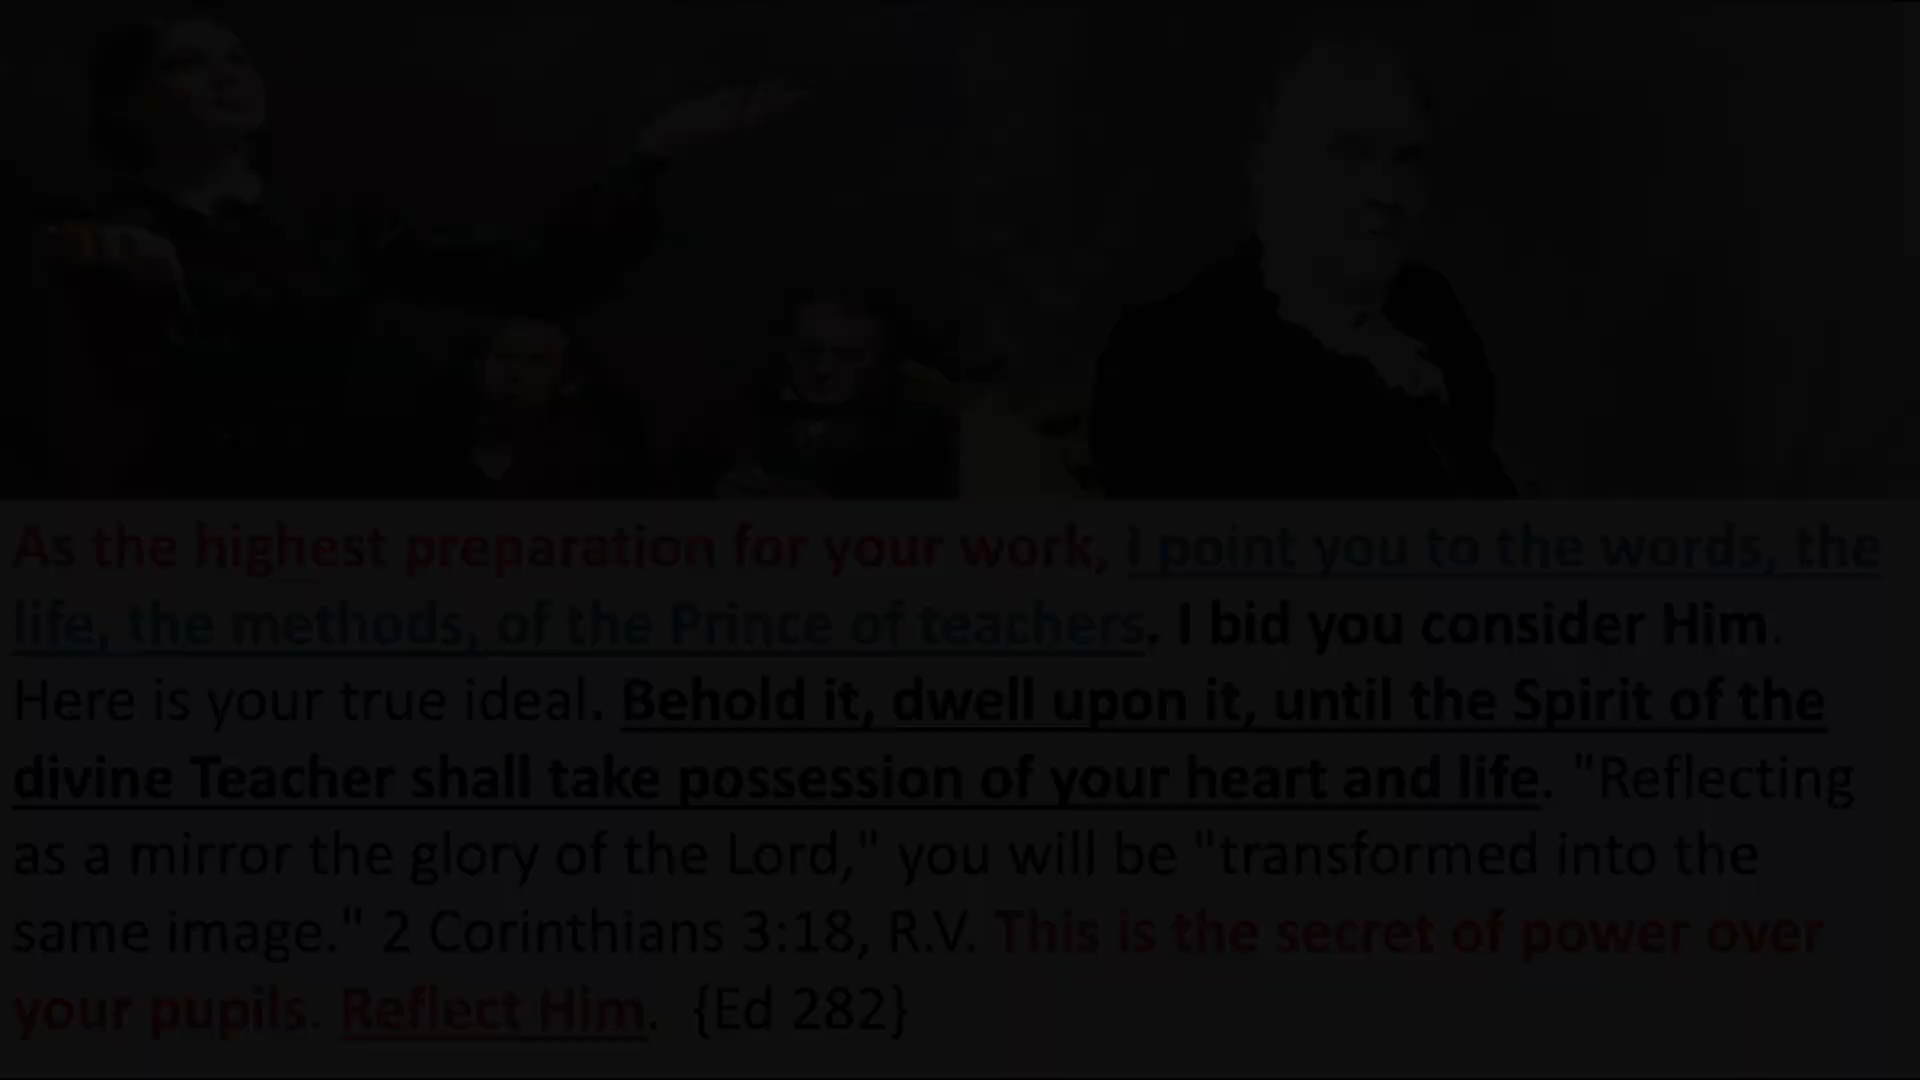 As the highest preparation for your work, I point you to the words, the
life, the methods, of the Prince of teachers. I bid you consider Him.
Here is your true ideal. Behold it, dwell upon it, until the Spirit of the
divine Teacher shall take possession of your heart and life. "Reflecting
as a mirror the glory of the Lord," you will be "transformed into the
same image." 2 Corinthians 3:18, R.V. This is the secret of power over
your pupils. Reflect Him.  {Ed 282}